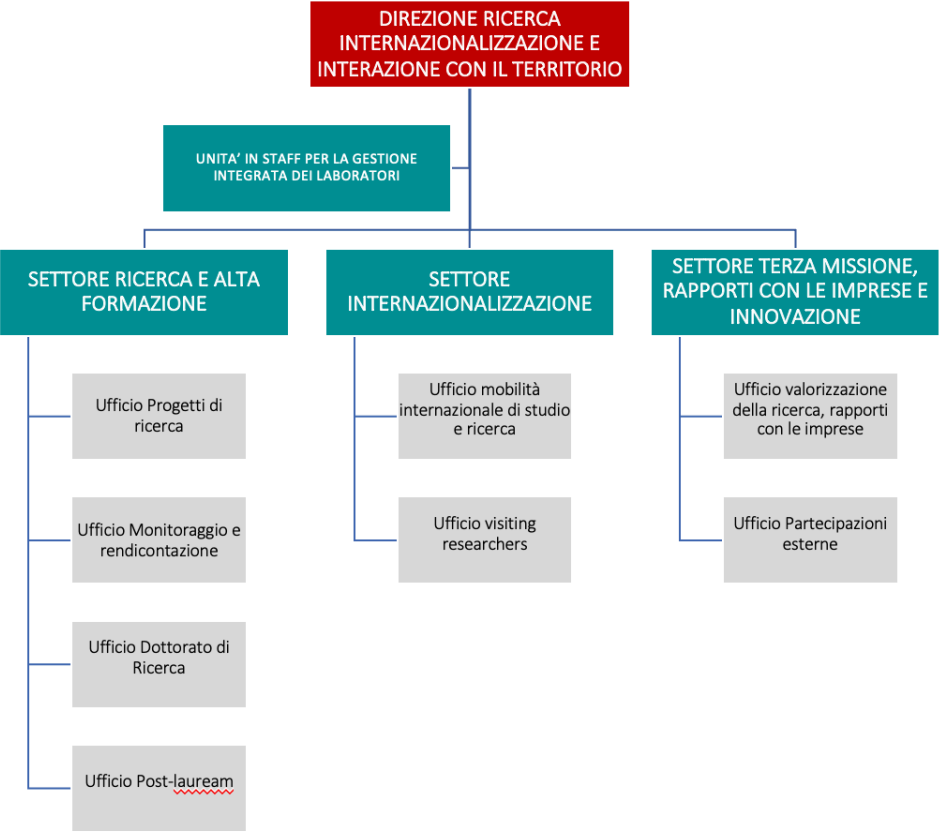 DIREZIONE RICERCA
INTERNAZIONALIZZAZIONE E
INTERAZIONE CON IL TERRITORIO
UNITA’ IN STAFF PER LA GESTIONE
INTEGRATA DEI LABORATORI
SETTORE RICERCA E ALTA
FORMAZIONE
SETTORE
INTERNAZIONALIZZAZIONE
SETTORE TERZA MISSIONE,
RAPPORTI CON LE IMPRESE E
INNOVAZIONE
Ufficio Progetti di
ricerca
Ufficio Monitoraggio e
rendicontazione
Ufficio Dottorato di
Ricerca
Ufficio Post-lauream
Ufficio mobilità
internazionale di studio
e ricerca
Ufficio visiting
researchers
Ufficio valorizzazione
della ricerca, rapporti
con le imprese
Ufficio Partecipazioni
esterne